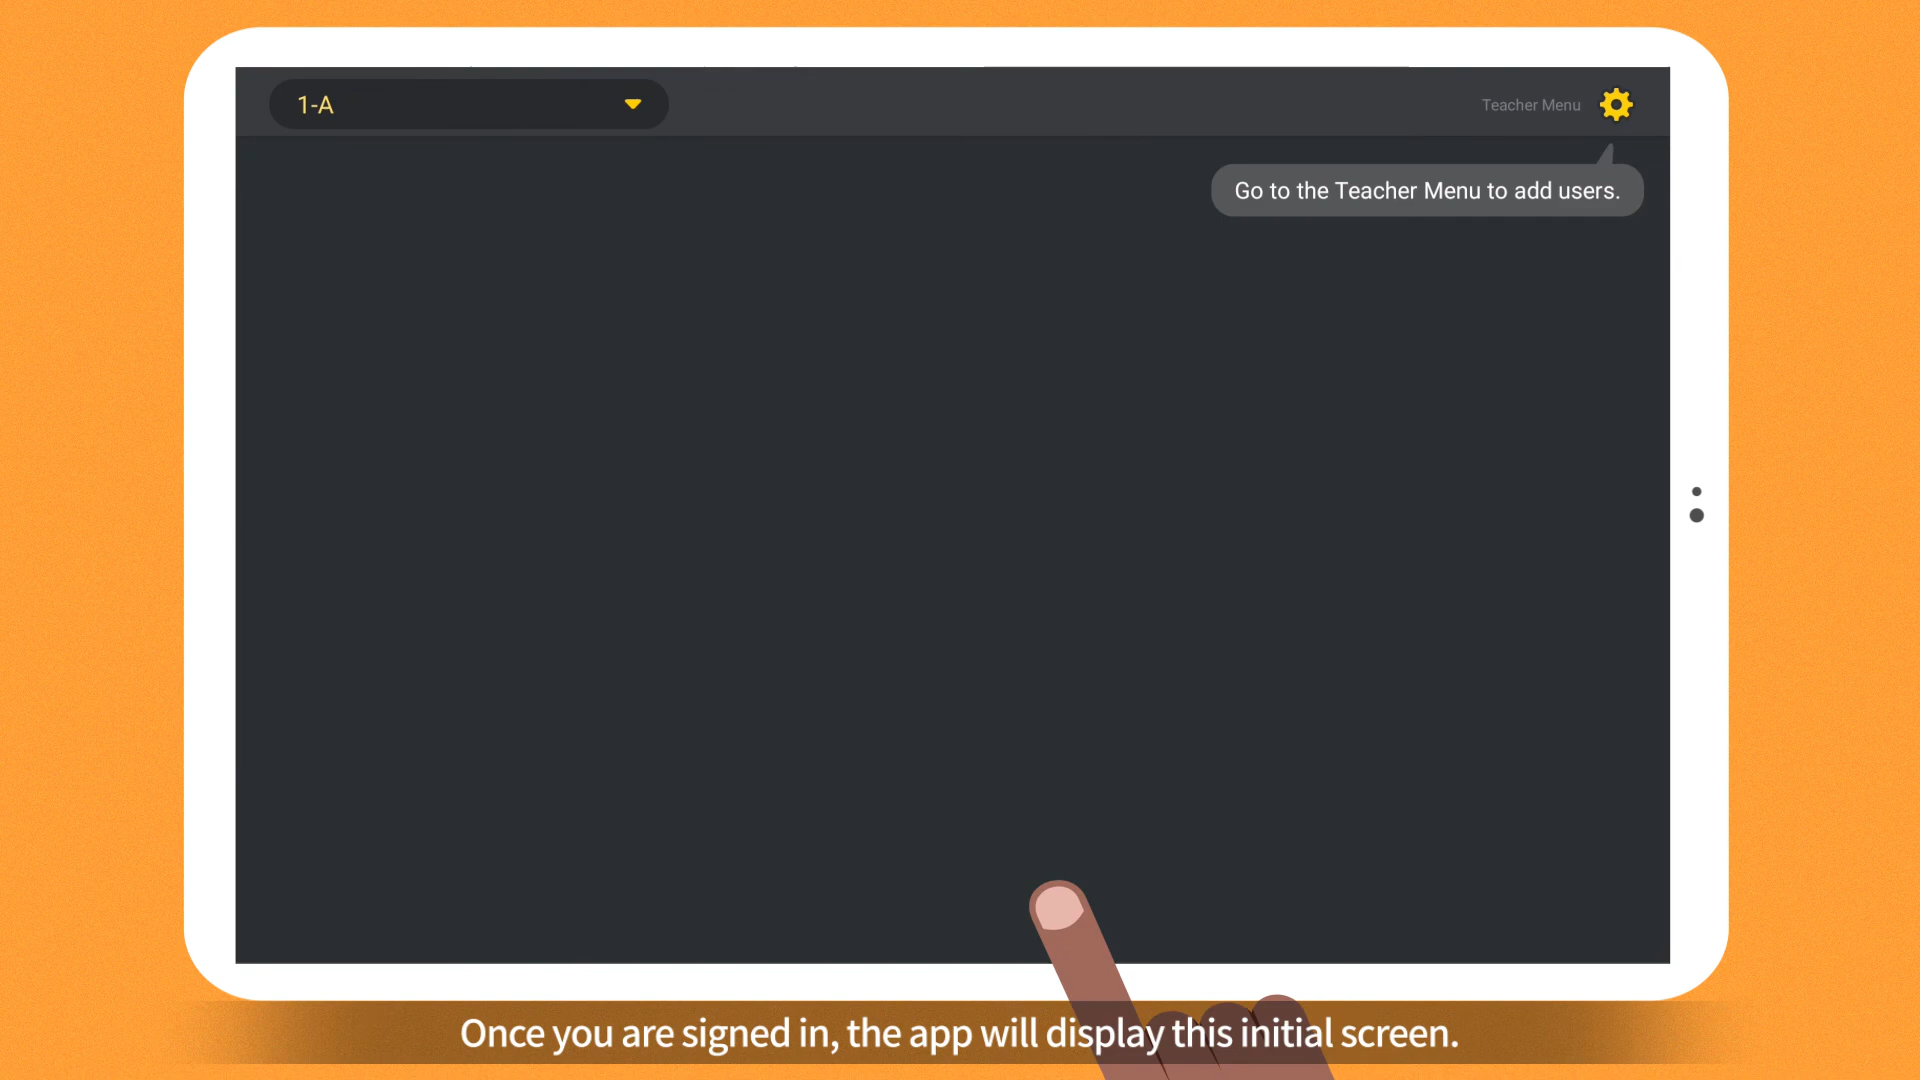 1-A
Teacher Menu
Go to the Teacher Menu to add users.
Once you are signed in, the app will display this initial screen.